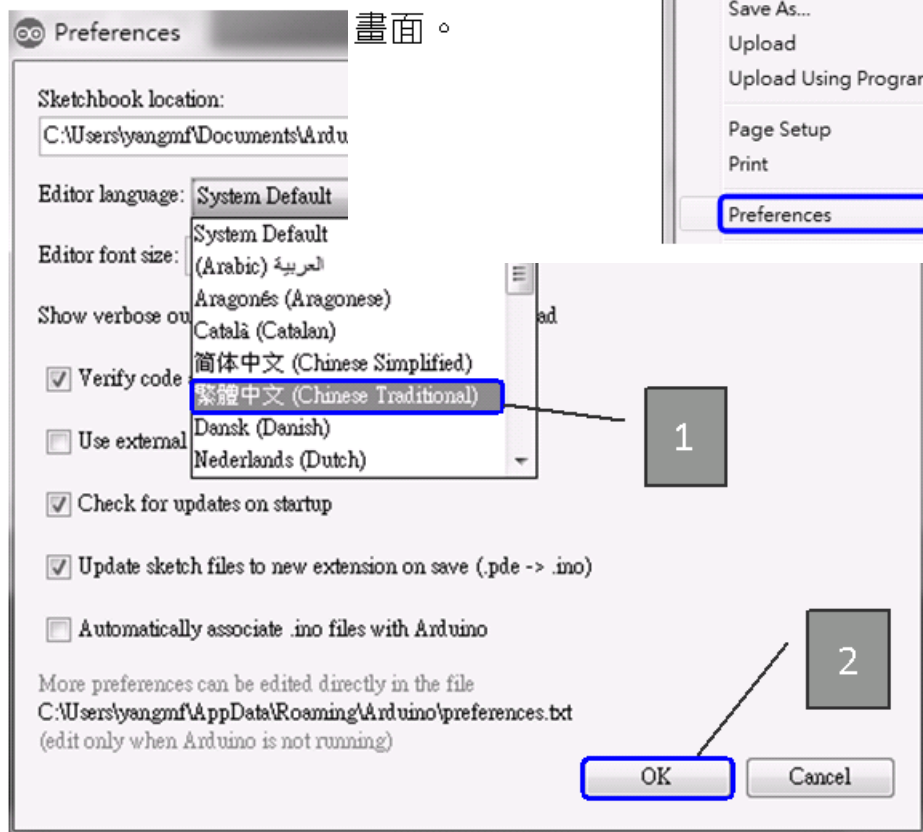 Preferences
畫面。
Save As...
Upload
Upload Using
Page Setup
Print
Preferences
Sketchbook location:
C:\Users\yangmf\Documents\
Editor language: System Default
System Default
(Arabic) العربية
Aragonés (Aragonese)
Català (Catalan)
简体中文 (Chinese Simplified)
繁體中文 (Chinese Traditional)
Dansk (Danish)
Nederlands (Dutch)
Editor font size:
Show verbose
Verify code
Use external
Check for updates on startup
Update sketch files to new extension on save (.pde -> .ino)
Automatically associate .ino files with Arduino
More preferences can be edited directly in the file
C:\Users\yangmf\AppData\Roaming\Arduino\preferences.txt
(edit only when Arduino is not running)
OK
Cancel
1
2